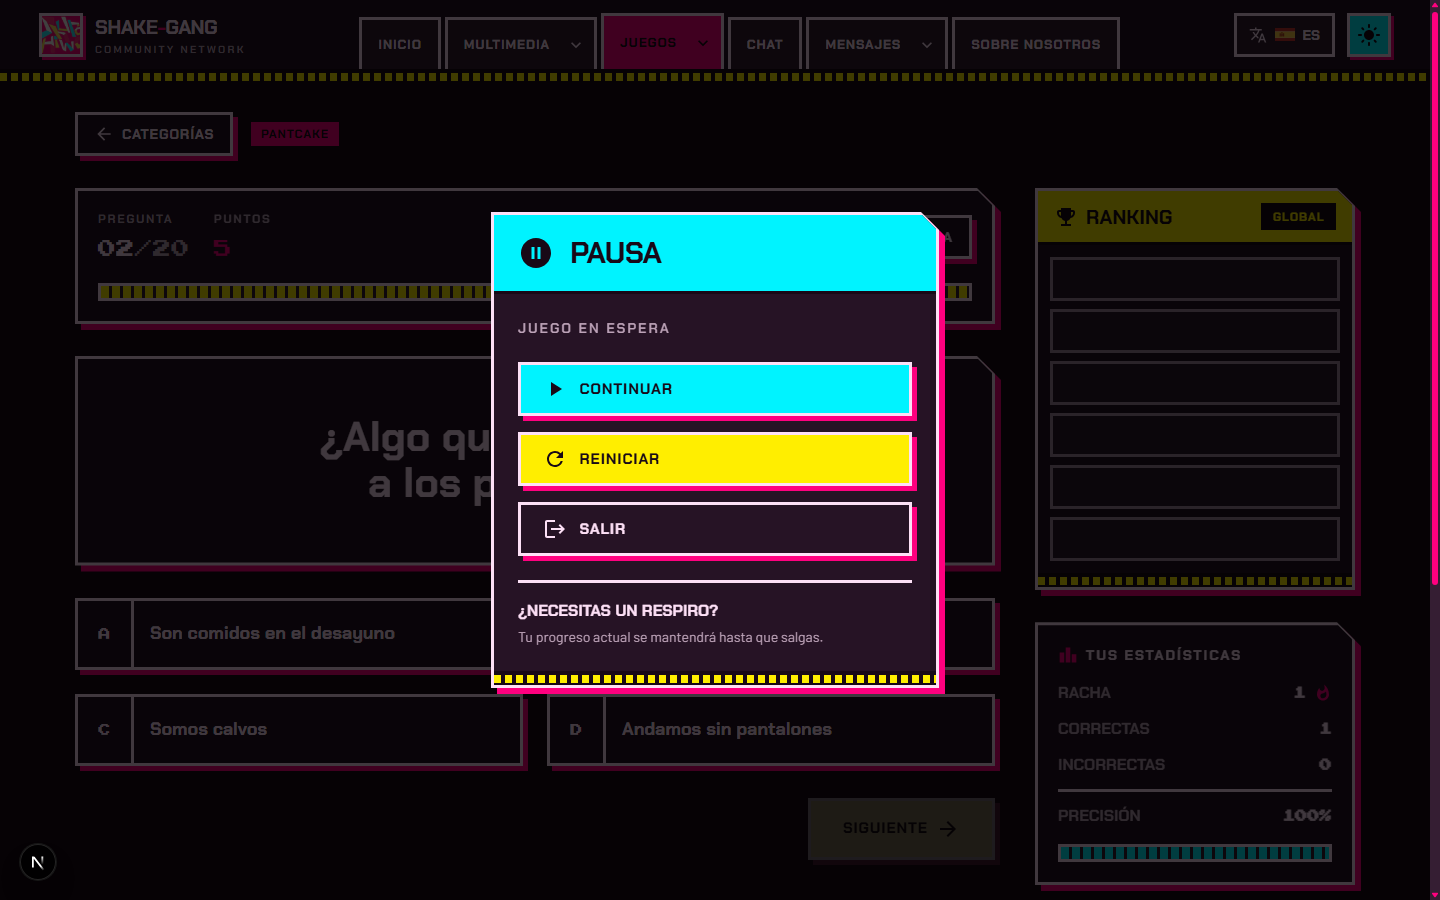 SHAKE-GANG
COMMUNITY NETWORK
INICIO
MULTIMEDIA
JUEGOS
CHAT
MENSAJES
SOBRE NOSOTROS
ES
CATEGORÍAS
PANTCAKE
PREGUNTA
PUNTOS
02/20
5
A
¿Algo qu
a los p
PAUSA
JUEGO EN ESPERA
CONTINUAR
REINICIAR
SALIR
¿NECESITAS UN RESPIRO?
Tu progreso actual se mantendrá hasta que salgas.
A
Son comidos en el desayuno
C
Somos calvos
D
Andamos sin pantalones
SIGUIENTE
RANKING
GLOBAL
TUS ESTADÍSTICAS
RACHA
1
CORRECTAS
1
INCORRECTAS
0
PRECISIÓN
100%
N